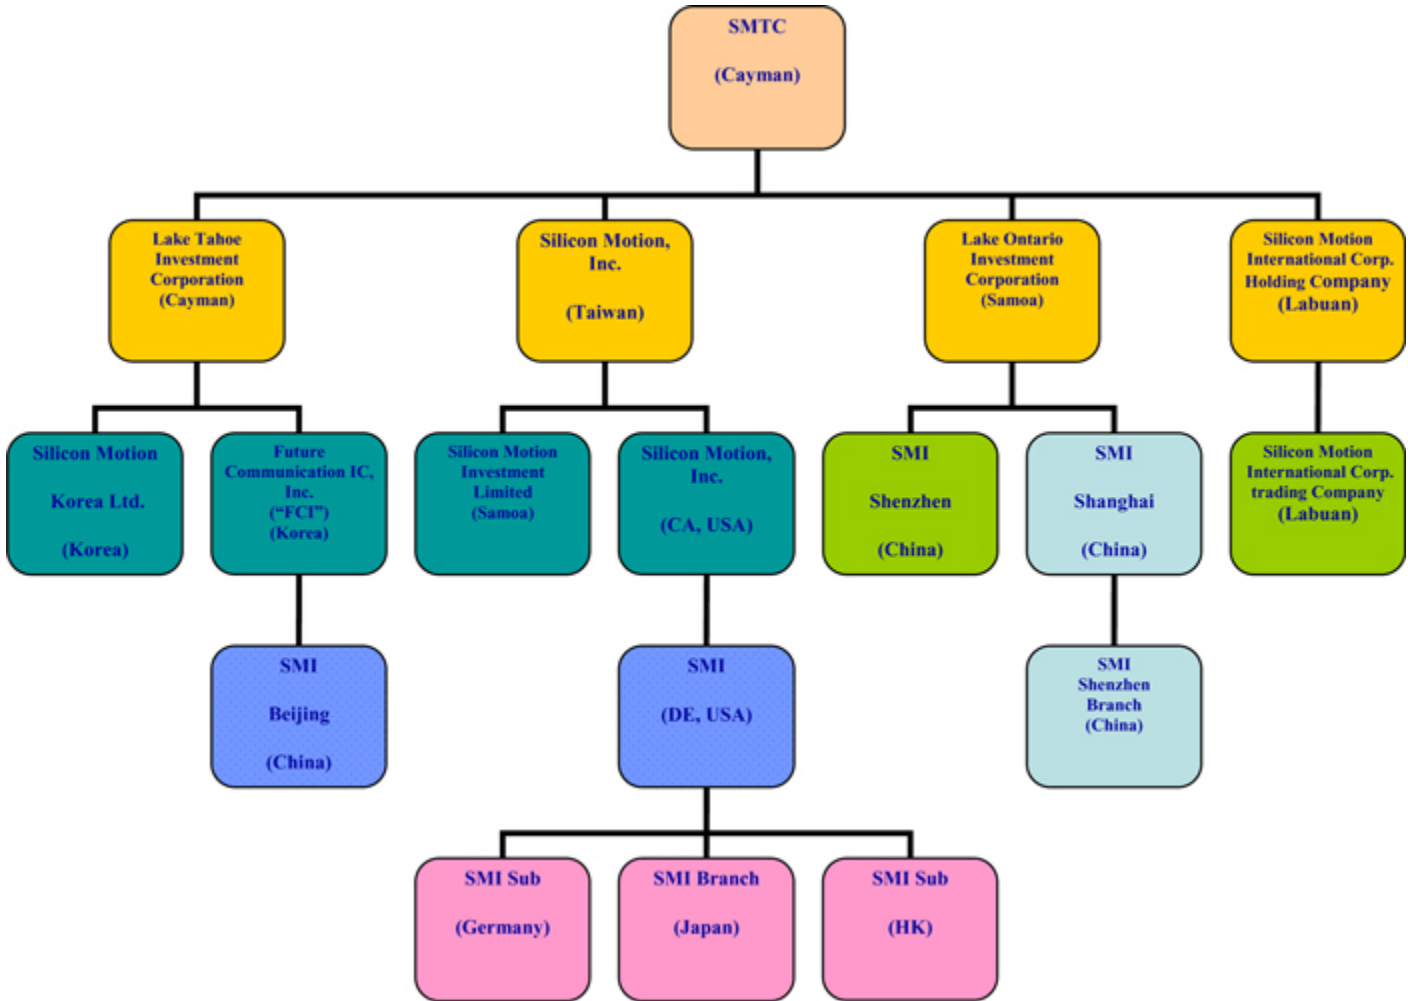 SMTC
(Cayman)
Lake Tahoe
Investment
Corporation
(Cayman)
Silicon Motion,
Inc.
(Taiwan)
Lake Ontario
Investment
Corporation
(Samoa)
Silicon Motion
International Corp.
Holding Company
(Labuan)
Silicon Motion
Korea Ltd.
(Korea)
Future
Communication IC,
Inc.
(“FCI”)
(Korea)
Silicon Motion
Investment
Limited
(Samoa)
Silicon Motion,
Inc.
(CA, USA)
SMI
Shenzhen
(China)
SMI
Shanghai
(China)
Silicon Motion
International Corp.
trading Company
(Labuan)
SMI
Beijing
(China)
SMI
(DE, USA)
SMI
Shenzhen
Branch
(China)
SMI Sub
(Germany)
SMI Branch
(Japan)
SMI Sub
(HK)